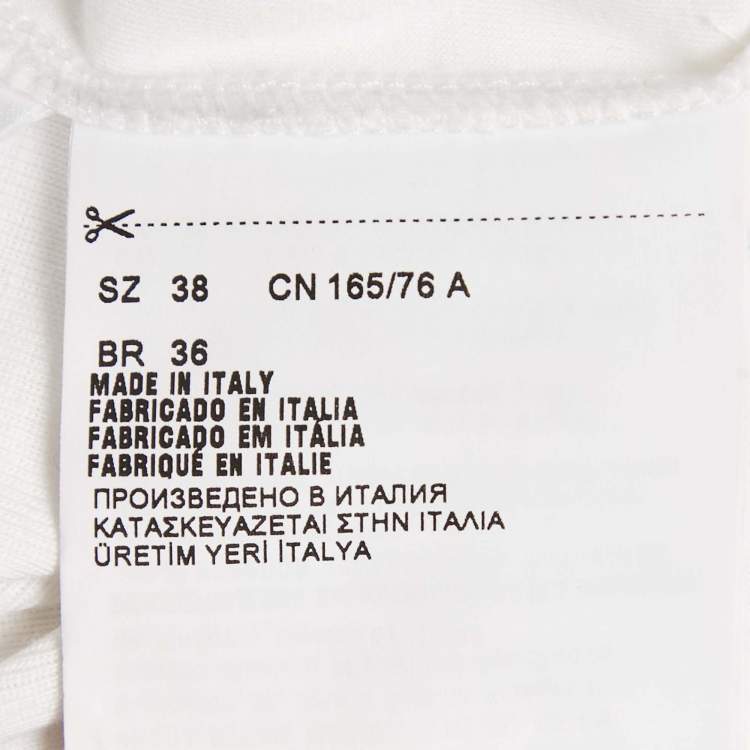 SZ 38 CN 165/76 A
BR 36
MADE IN ITALY
FABRICADO EN ITALIA
FABRICADO EM ITÁLIA
FABRIQUÉ EN ITALIE
ПРОИЗВЕДЕНО В ИТАЛИЯ
ΚΑΤΑΣΚΕΥΑΖΕΤΑΙ ΣΤΗΝ ΙΤΑΛΙΑ
ÜRETİM YERİ İTALYA